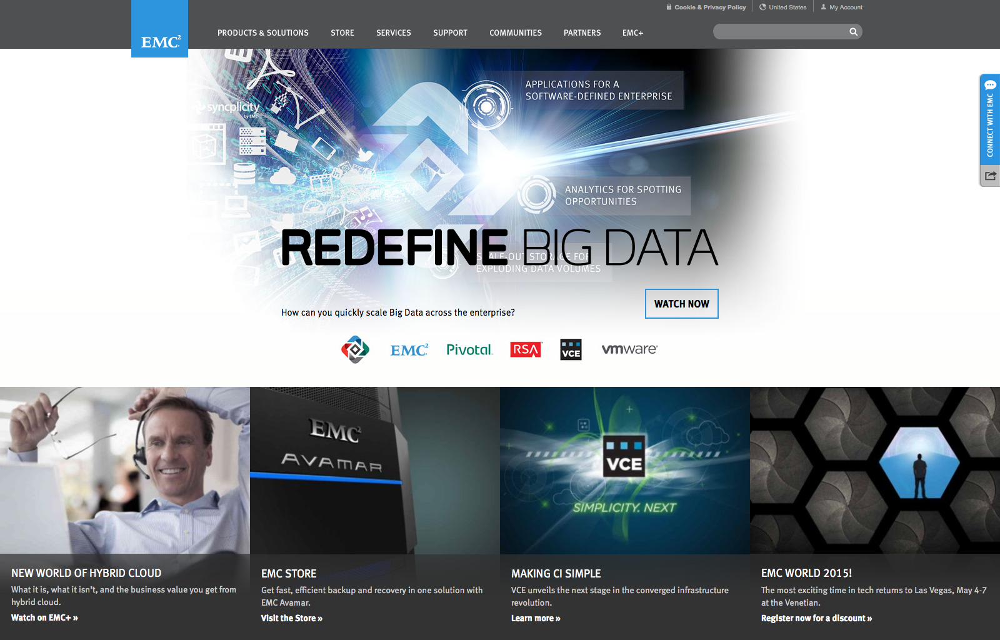 Cookie & Privacy Policy
United States
My Account
EMC²
PRODUCTS & SOLUTIONS
STORE
SERVICES
SUPPORT
COMMUNITIES
PARTNERS
EMC+
syncplicity
by EMC
APPLICATIONS FOR A
SOFTWARE-DEFINED ENTERPRISE
CONNECT WITH EMC
ANALYTICS FOR SPOTTING
OPPORTUNITIES
REDEFINE BIG DATA
SCALE-OUT STORAGE FOR
EXPLODING DATA VOLUMES
WATCH NOW
How can you quickly scale Big Data across the enterprise?
EMC²
Pivotal™
RSA
VCE
vmware®
EMC²
AVAMAR
VCE
SIMPLICITY. NEXT
NEW WORLD OF HYBRID CLOUD
What it is, what it isn't, and the business value you get from
hybrid cloud.
Watch on EMC+ »
EMC STORE
Get fast, efficient backup and recovery in one solution with
EMC Avamar.
Visit the Store »
MAKING CI SIMPLE
VCE unveils the next stage in the converged infrastructure
revolution.
Learn more »
EMC WORLD 2015!
The most exciting time in tech returns to Las Vegas, May 4-7
at the Venetian.
Register now for a discount »